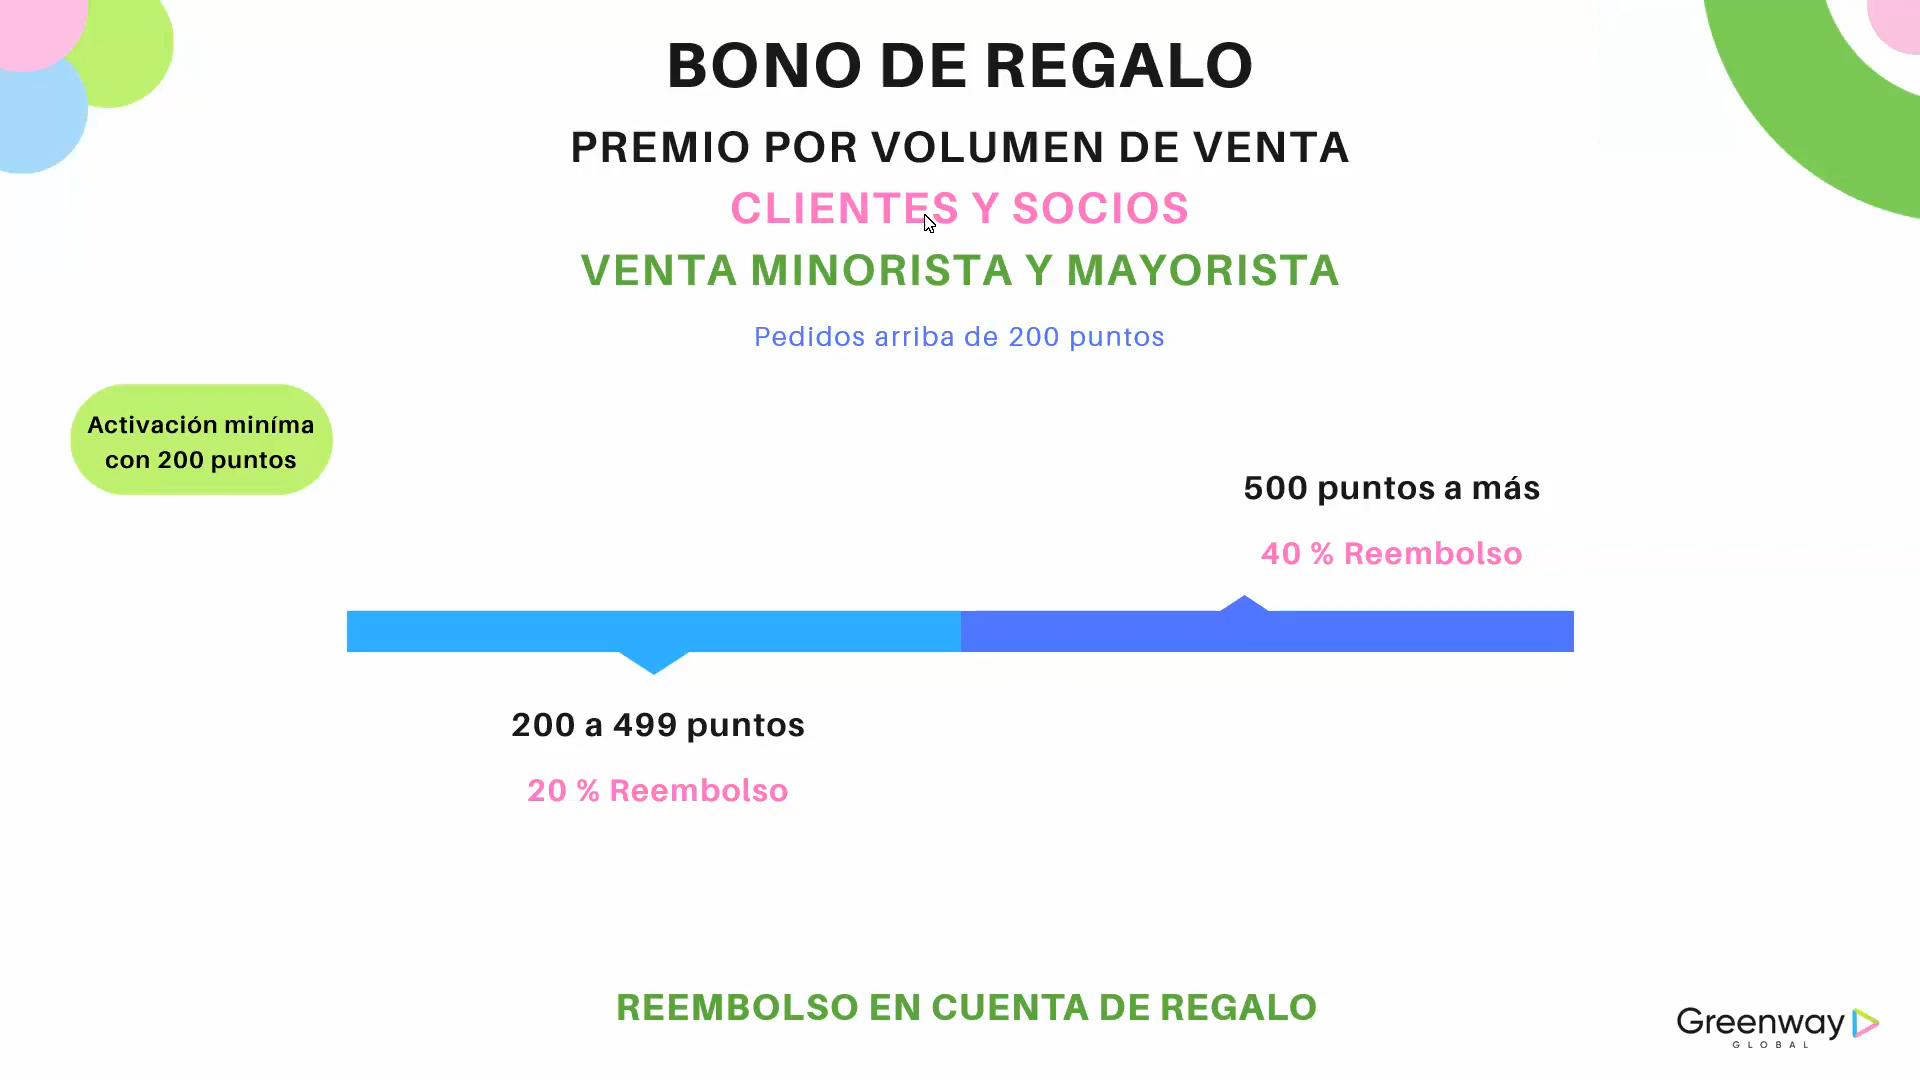 BONO DE REGALO
PREMIO POR VOLUMEN DE VENTA
CLIENTES Y SOCIOS
VENTA MINORISTA Y MAYORISTA
Pedidos arriba de 200 puntos
Activación miníma
con 200 puntos
500 puntos a más
40 % Reembolso
200 a 499 puntos
20 % Reembolso
REEMBOLSO EN CUENTA DE REGALO
Greenway
GLOBAL